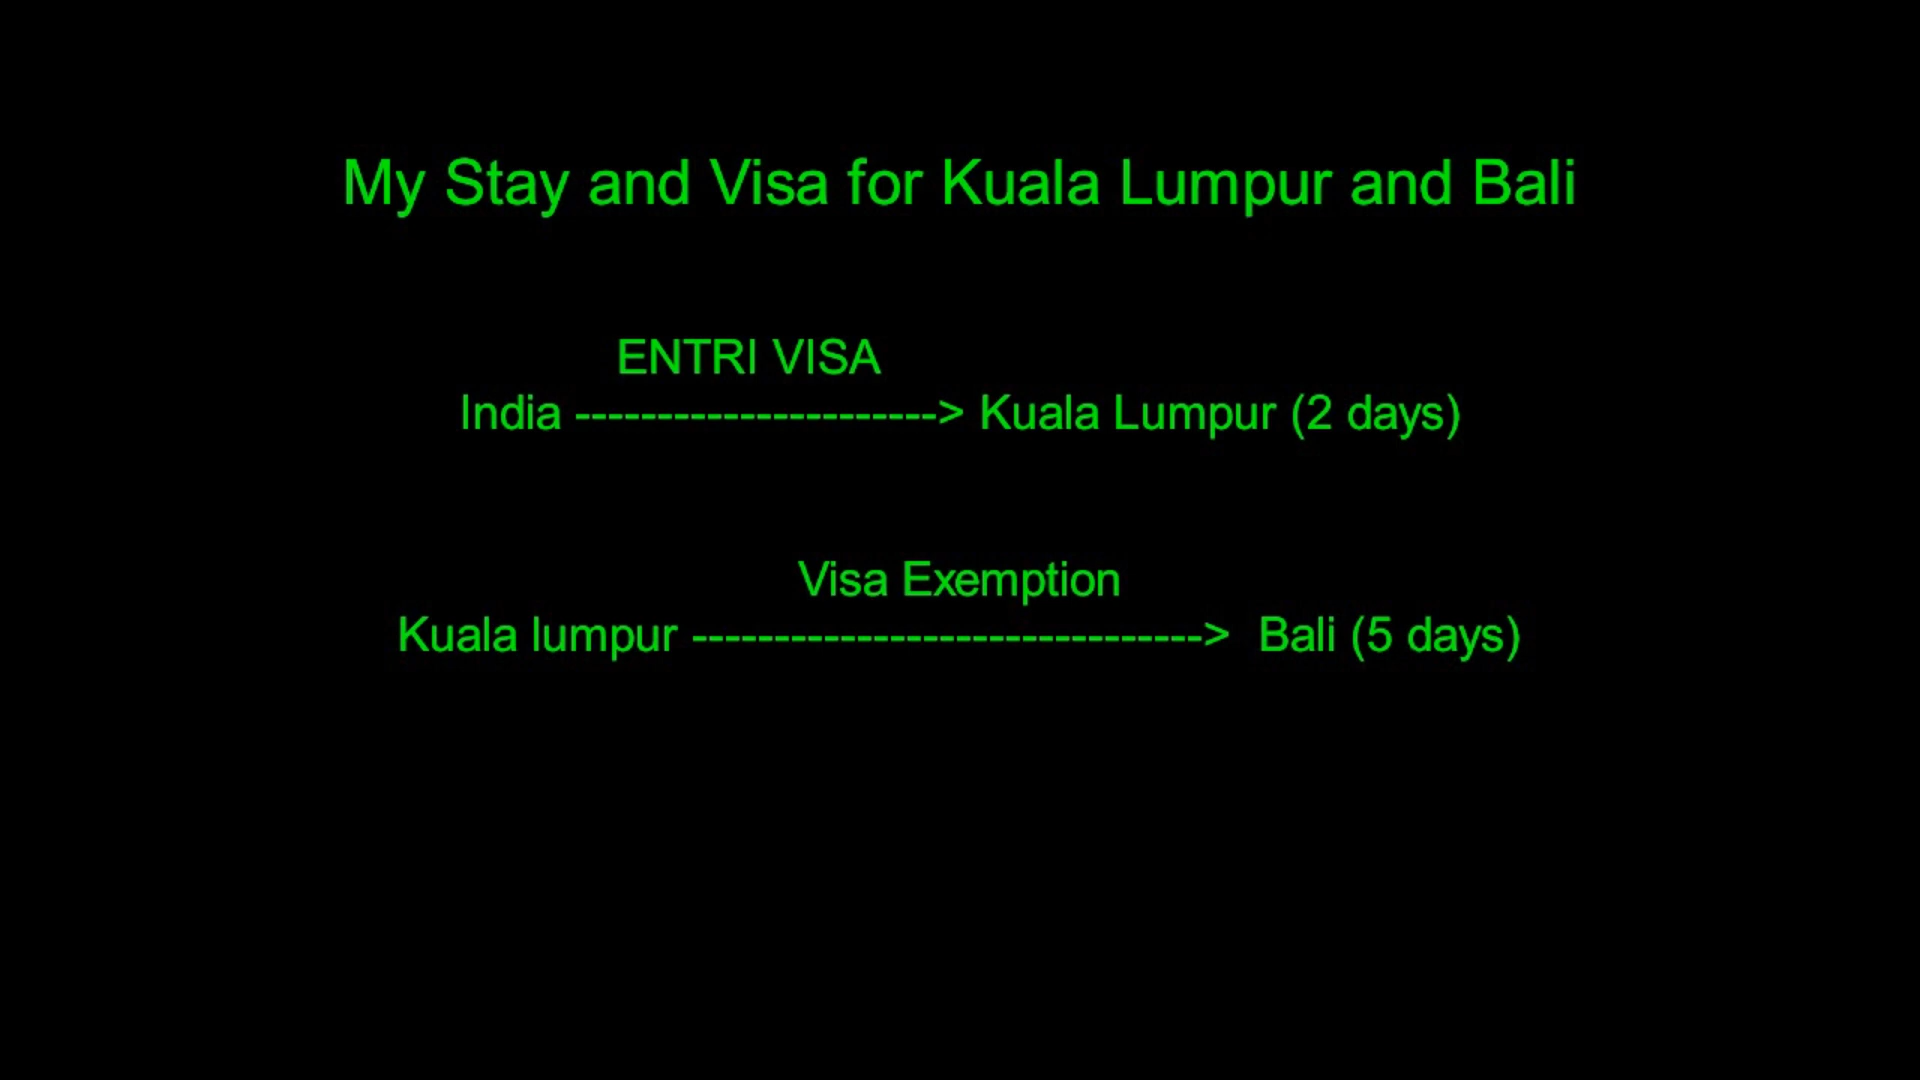 My Stay and Visa for Kuala Lumpur and Bali
ENTRI VISA
India ----------------------> Kuala Lumpur (2 days)
Visa Exemption
Kuala lumpur -------------------------------> Bali (5 days)